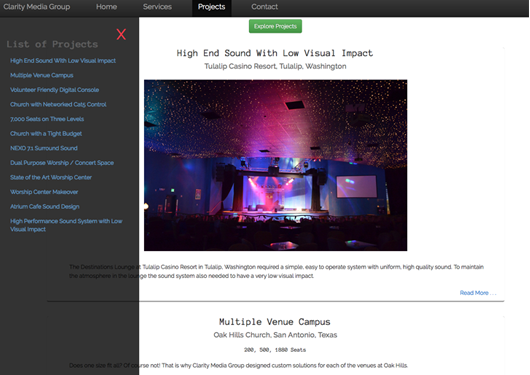 Clarity Media Group Home Services Projects Contact
Explore Projects
X
List of Projects
High End Sound With Low Visual Impact
Multiple Venue Campus
Volunteer Friendly Digital Console
Church with Networked Cat5 Control
7,000 Seats on Three Levels
Church with a Tight Budget
NEXO 7.1 Surround Sound
Dual Purpose Worship / Concert Space
State of the Art Worship Center
Worship Center Makeover
Atrium Cafe Sound Design
High Performance Sound System with Low
Visual Impact
High End Sound With Low Visual Impact
Tulalip Casino Resort, Tulalip, Washington
The Destinations Lounge at Tulalip Casino Resort in Tulalip, Washington required a simple, easy to operate system with uniform, high quality sound. To maintain
the atmosphere in the lounge the sound system also needed to have a very low visual impact
Read More . . .
Multiple Venue Campus
Oak Hills Church, San Antonio, Texas
200, 500, 1800 Seats
Does one size fit all? Of course not! That is why Clarity Media Group designed custom solutions for each of the venues at Oak Hills.